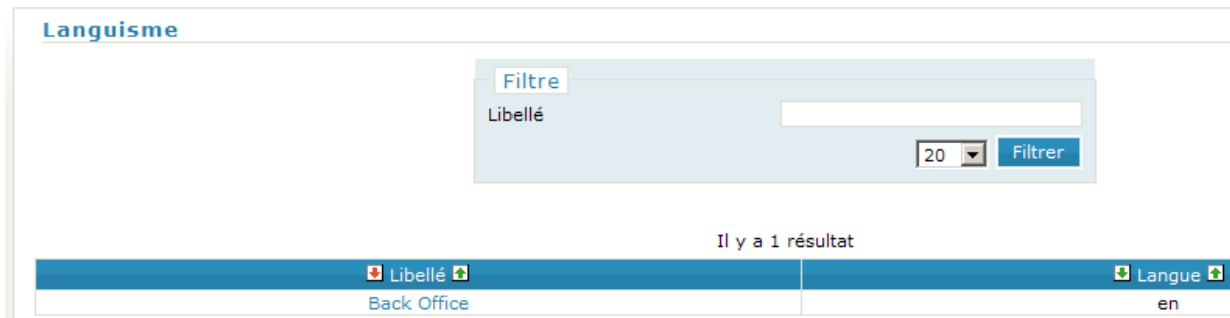 Languisme
Filtre
Libellé
20 Filtrer
Il y a 1 résultat
Libellé Langue
Back Office en